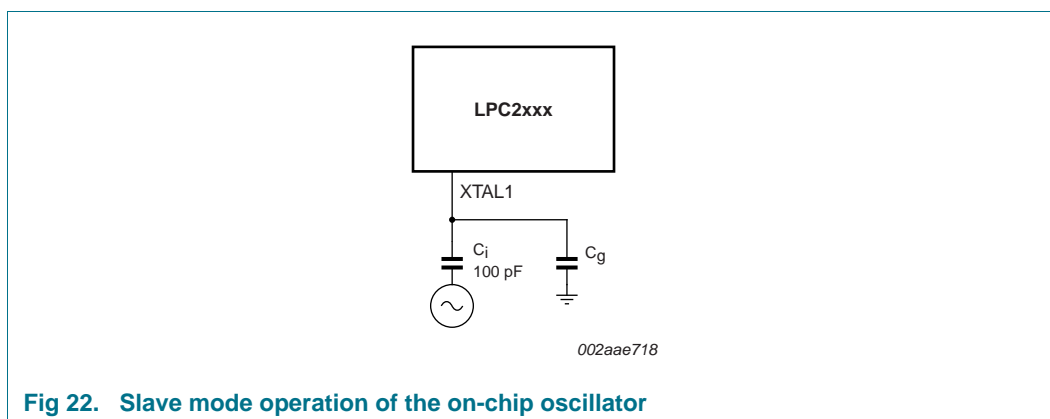 LPC2xxx
XTAL1
Ci
100 pF
Cg
002aae718
Fig 22. Slave mode operation of the on-chip oscillator